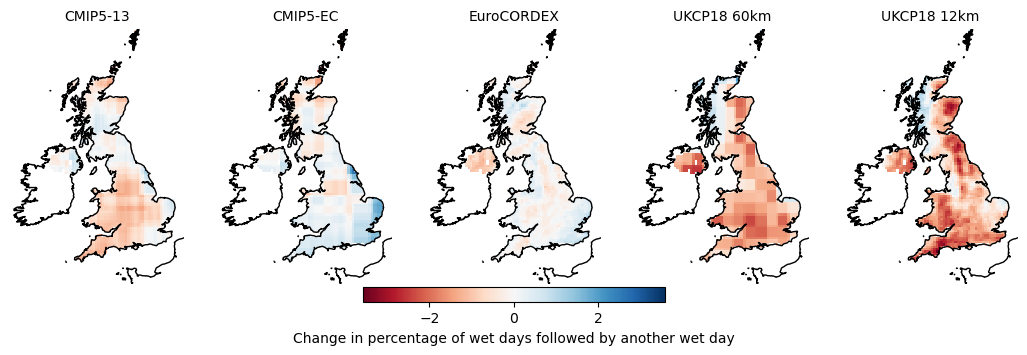 CMIP5-13 CMIP5-EC EuroCORDEX UKCP18 60km UKCP18 12km
−2 0 2
Change in percentage of wet days followed by another wet day